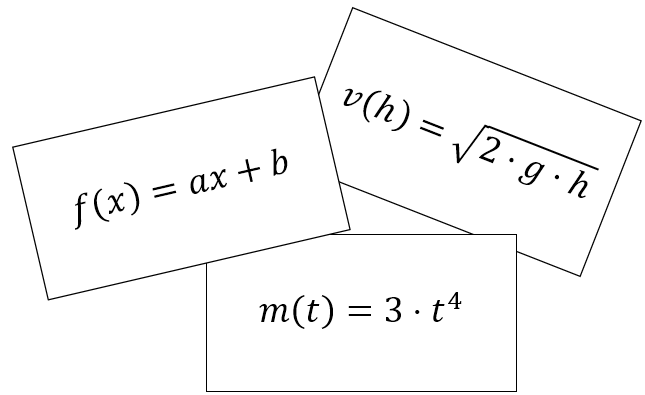 v(h) = √2 · g · h
f(x) = ax + b
m(t) = 3 · t⁴